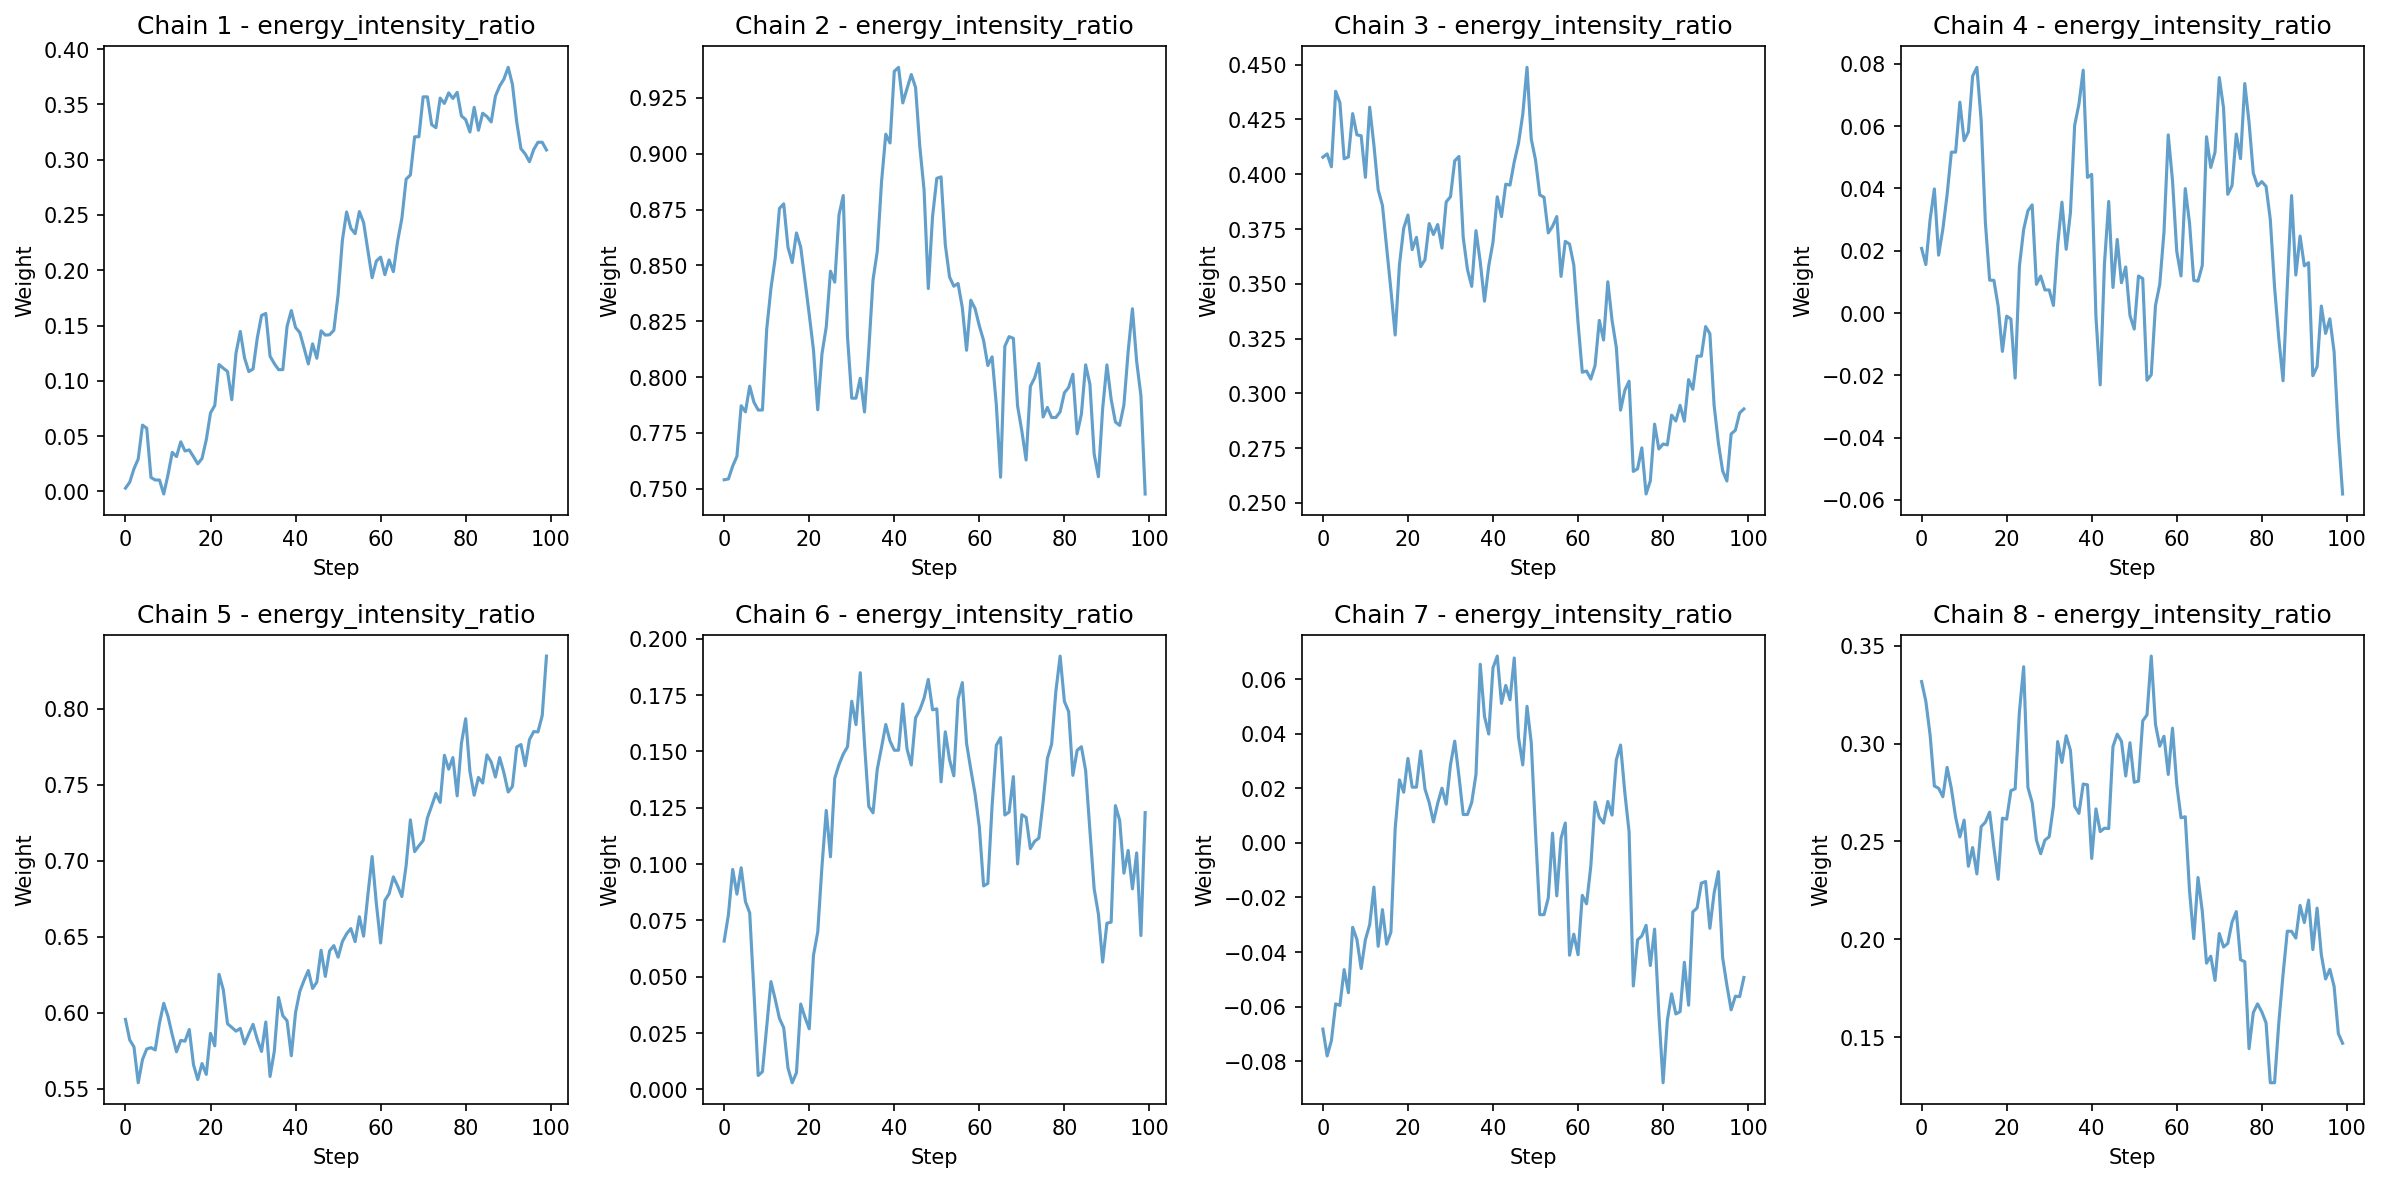 Chain 1 - energy_intensity_ratio
Weight
0.40
0.35
0.30
0.25
0.20
0.15
0.10
0.05
0.00
0 20 40 60 80 100
Step
Chain 2 - energy_intensity_ratio
Weight
0.925
0.900
0.875
0.850
0.825
0.800
0.775
0.750
0 20 40 60 80 100
Step
Chain 3 - energy_intensity_ratio
Weight
0.450
0.425
0.400
0.375
0.350
0.325
0.300
0.275
0.250
0 20 40 60 80 100
Step
Chain 4 - energy_intensity_ratio
Weight
0.08
0.06
0.04
0.02
0.00
−0.02
−0.04
−0.06
0 20 40 60 80 100
Step
Chain 5 - energy_intensity_ratio
Weight
0.80
0.75
0.70
0.65
0.60
0.55
0 20 40 60 80 100
Step
Chain 6 - energy_intensity_ratio
Weight
0.200
0.175
0.150
0.125
0.100
0.075
0.050
0.025
0.000
0 20 40 60 80 100
Step
Chain 7 - energy_intensity_ratio
Weight
0.06
0.04
0.02
0.00
−0.02
−0.04
−0.06
−0.08
0 20 40 60 80 100
Step
Chain 8 - energy_intensity_ratio
Weight
0.35
0.30
0.25
0.20
0.15
0 20 40 60 80 100
Step